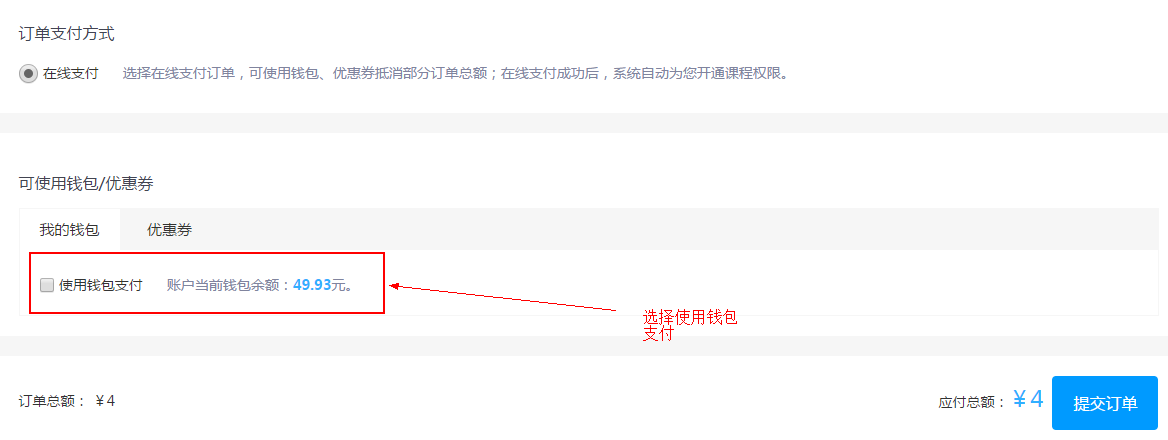 订单支付方式
在线支付 选择在线支付订单，可使用钱包、优惠券抵消部分订单总额；在线支付成功后，系统自动为您开通课程权限。
可使用钱包/优惠券
我的钱包 优惠券
使用钱包支付 账户当前钱包余额：49.93元。
选择使用钱包
支付
订单总额： ¥4 应付总额： ¥4 提交订单